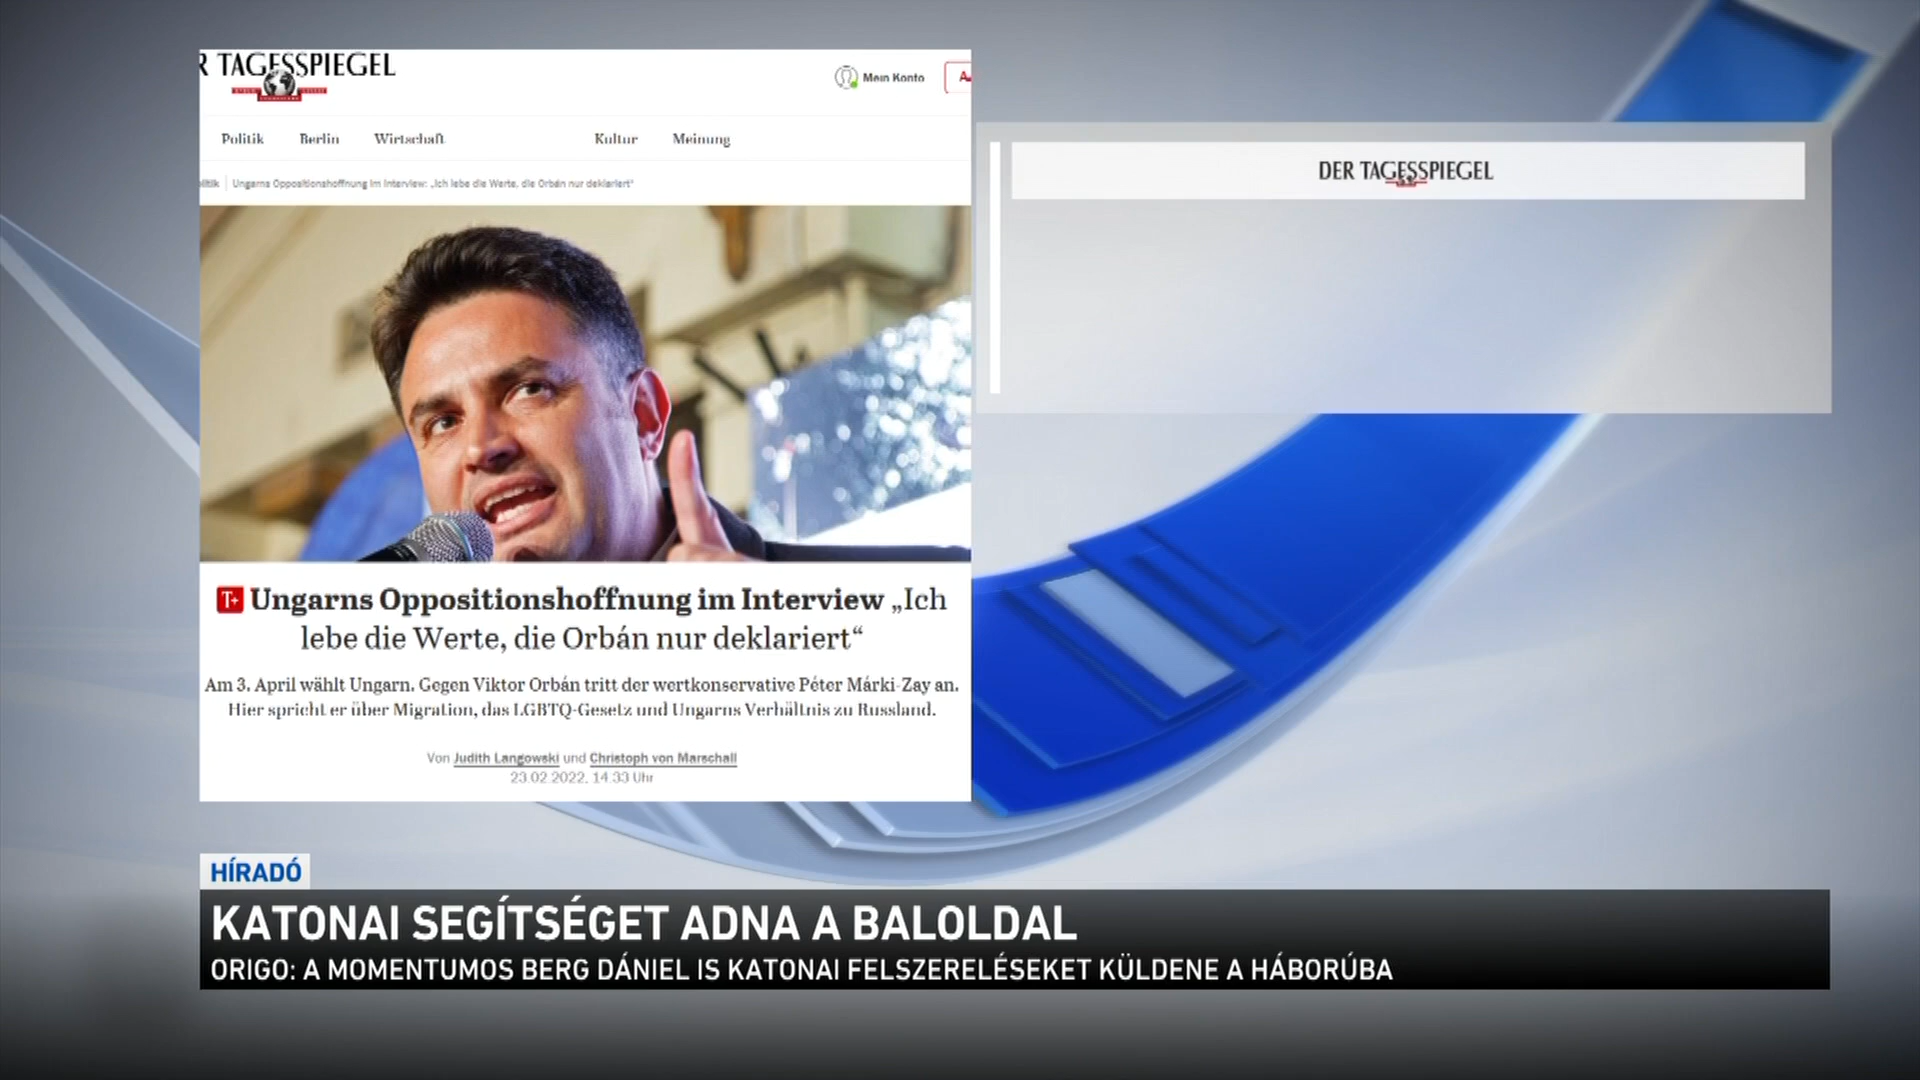 R TAGESSPIEGEL
Mein Konto
Politik Berlin Wirtschaft Kultur Meinung
Ungarns Oppositionshoffnung im Interview: „Ich lebe die Werte, die Orbán nur deklariert“
DER TAGESSPIEGEL
T+ Ungarns Oppositionshoffnung im Interview „Ich
lebe die Werte, die Orbán nur deklariert“
Am 3. April wählt Ungarn. Gegen Viktor Orbán tritt der wertkonservative Péter Márki-Zay an.
Hier spricht er über Migration, das LGBTQ-Gesetz und Ungarns Verhältnis zu Russland.
Von Judith Langowski und Christoph von Marschall
23.02.2022, 14:33 Uhr
HÍRADÓ
KATONAI SEGÍTSÉGET ADNA A BALOLDAL
ORIGO: A MOMENTUMOS BERG DÁNIEL IS KATONAI FELSZERELÉSEKET KÜLDENE A HÁBORÚBA